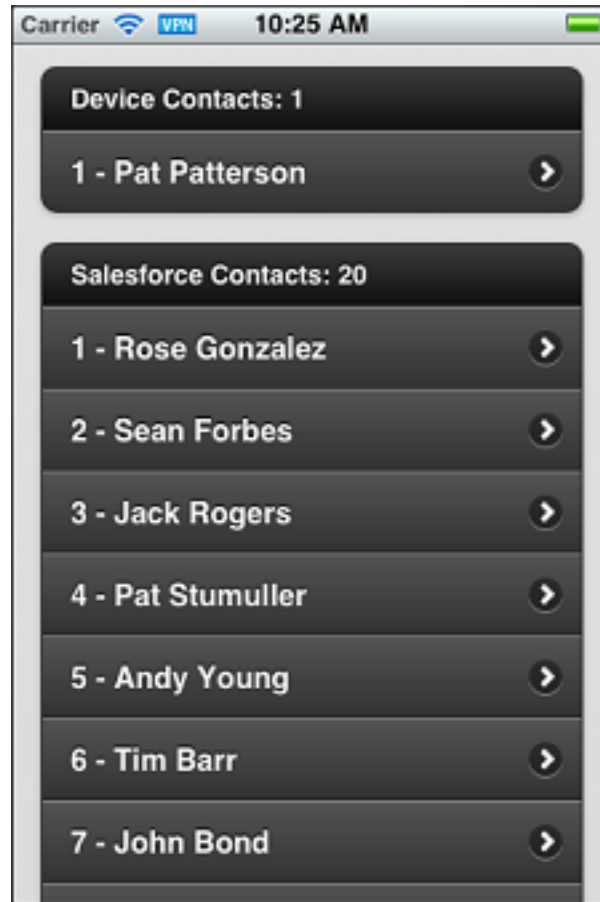 Carrier VPN 10:25 AM
Device Contacts: 1
1 - Pat Patterson
Salesforce Contacts: 20
1 - Rose Gonzalez
2 - Sean Forbes
3 - Jack Rogers
4 - Pat Stumuller
5 - Andy Young
6 - Tim Barr
7 - John Bond